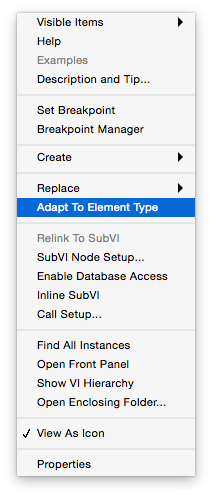 Visible Items
Help
Examples
Description and Tip...
Set Breakpoint
Breakpoint Manager
Create
Replace
Adapt To Element Type
Relink To SubVI
SubVI Node Setup...
Enable Database Access
Inline SubVI
Call Setup...
Find All Instances
Open Front Panel
Show VI Hierarchy
Open Enclosing Folder...
✓ View As Icon
Properties